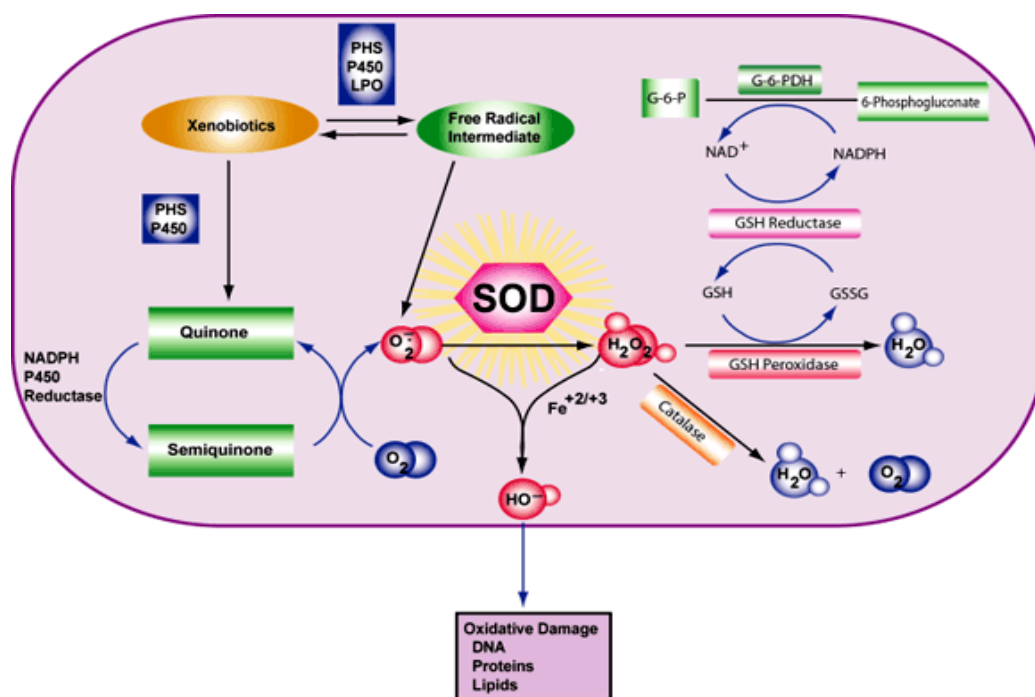 PHS
P450
LPO
Xenobiotics
Free Radical
Intermediate
G-6-P
G-6-PDH
6-Phosphogluconate
NAD+
NADPH
GSH Reductase
GSH
GSSG
PHS
P450
SOD
Quinone
O2-
H2O2
GSH Peroxidase
H2O
NADPH
P450
Reductase
Fe+2/+3
Catalase
Semiquinone
O2
H2O + O2
HO–
Oxidative Damage
DNA
Proteins
Lipids